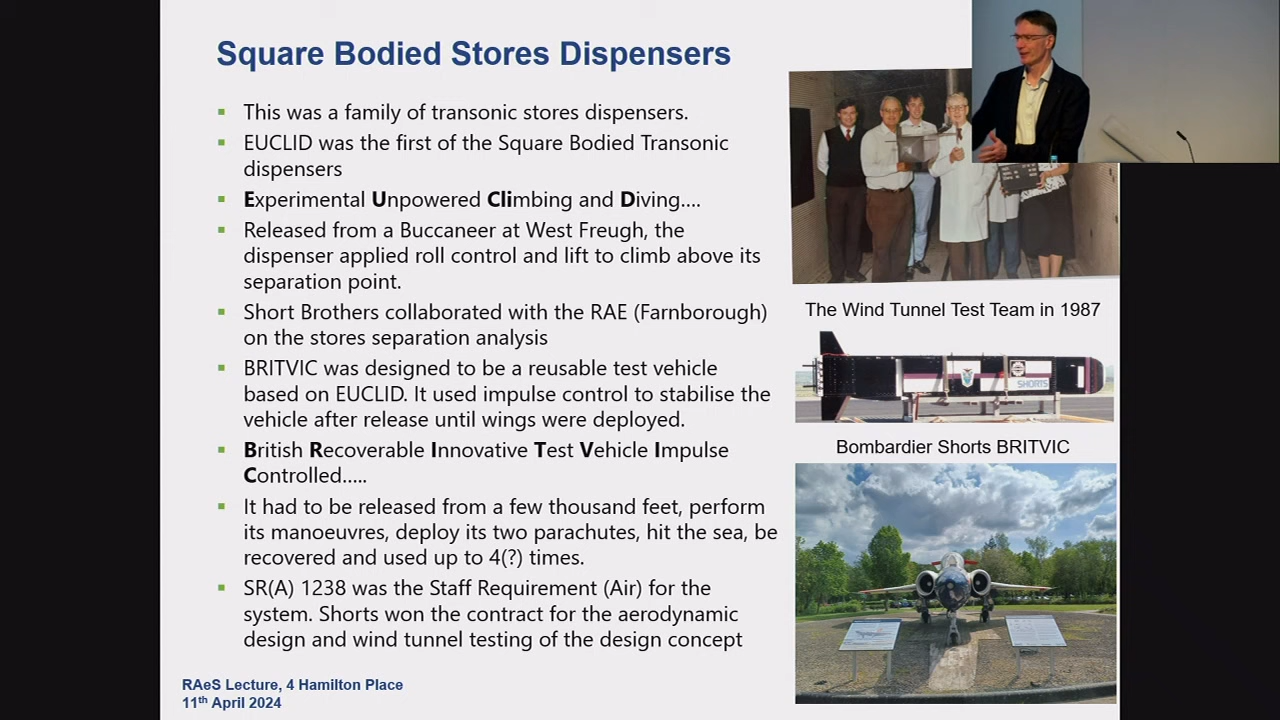 Square Bodied Stores Dispensers
This was a family of transonic stores dispensers.
EUCLID was the first of the Square Bodied Transonic
dispensers
Experimental Unpowered Climbing and Diving....
Released from a Buccaneer at West Freugh, the
dispenser applied roll control and lift to climb above its
separation point.
Short Brothers collaborated with the RAE (Farnborough)
on the stores separation analysis
BRITVIC was designed to be a reusable test vehicle
based on EUCLID. It used impulse control to stabilise the
vehicle after release until wings were deployed.
British Recoverable Innovative Test Vehicle Impulse
Controlled.....
It had to be released from a few thousand feet, perform
its manoeuvres, deploy its two parachutes, hit the sea, be
recovered and used up to 4(?) times.
SR(A) 1238 was the Staff Requirement (Air) for the
system. Shorts won the contract for the aerodynamic
design and wind tunnel testing of the design concept
The Wind Tunnel Test Team in 1987
SHORTS
Bombardier Shorts BRITVIC
RAeS Lecture, 4 Hamilton Place
11th April 2024